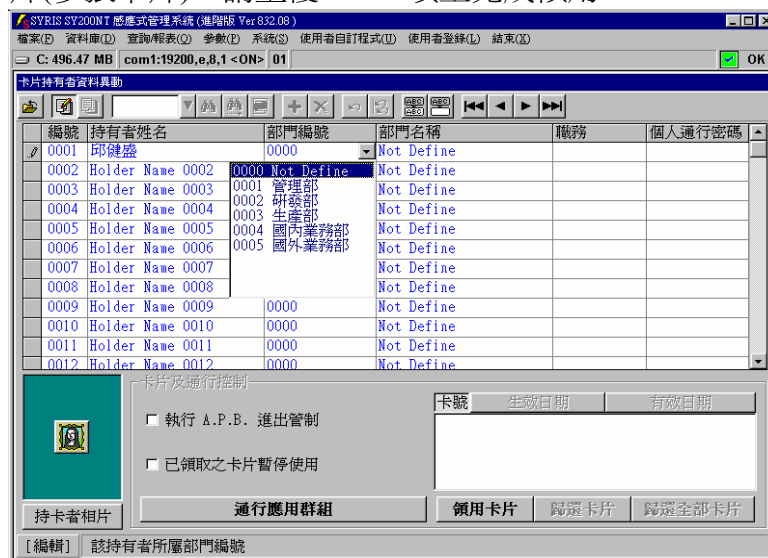 SYRIS SY200NT 感應式管理系統 (進階版 Ver 832.08 )
檔案(F) 資料庫(D) 查詢/報表(Q) 參數(P) 系統(S) 使用者自訂程式(U) 使用者登錄(L) 結束(X)
C: 496.47 MB com1:19200,e,8,1 <ON> 01 OK
卡片持有者資料異動
編號 持有者姓名 部門編號 部門名稱 職務 個人通行密碼
0001 邱健盛 0000 Not Define
0002 Holder Name 0002 Not Define
0003 Holder Name 0003 Not Define
0004 Holder Name 0004 Not Define
0005 Holder Name 0005 Not Define
0006 Holder Name 0006 Not Define
0007 Holder Name 0007 Not Define
0008 Holder Name 0008 Not Define
0009 Holder Name 0009 0000 Not Define
0010 Holder Name 0010 0000 Not Define
0011 Holder Name 0011 0000 Not Define
0012 Holder Name 0012 0000 Not Define
0000 Not Define
0001 管理部
0002 研發部
0003 生產部
0004 國內業務部
0005 國外業務部
卡片及通行控制
執行 A.P.B. 進出管制
已領取之卡片暫停使用
卡號 生效日期 有效日期
持卡者相片 通行應用群組 領用卡片 歸還卡片 歸還全部卡片
[編輯] 該持有者所屬部門編號